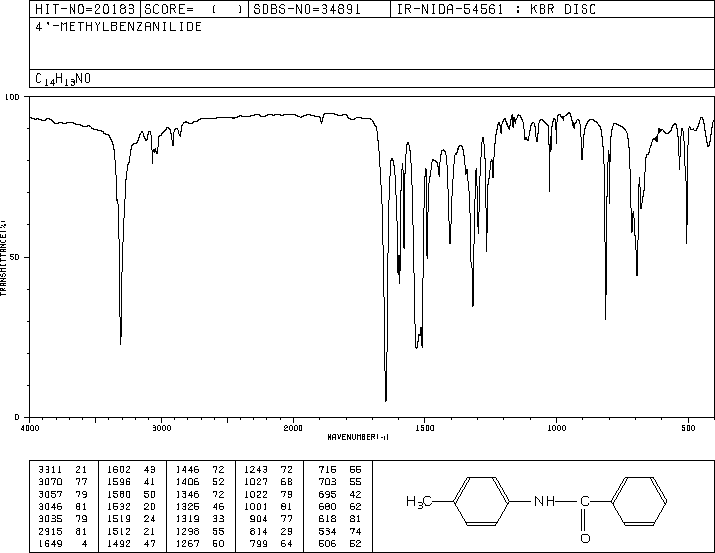 HIT-NO=20183 SCORE= ( ) SDBS-NO=34891 IR-NIDA-54561 : KBR DISC
4'-METHYLBENZANILIDE
C14H13NO
100
50
0
TRANSMITTANCE(%)
4000 3000 2000 1500 1000 500
WAVENUMBER(-1)
3311 21 1602 49 1446 72 1243 72 716 55
3070 77 1596 41 1406 52 1027 68 703 55
3057 79 1580 50 1346 72 1022 79 695 42
3046 81 1532 20 1325 46 1001 81 680 62
3035 79 1519 24 1319 33 904 77 618 81
2915 81 1512 21 1298 55 814 29 534 74
1649 4 1492 47 1267 50 799 64 506 52
H3C NH C
O